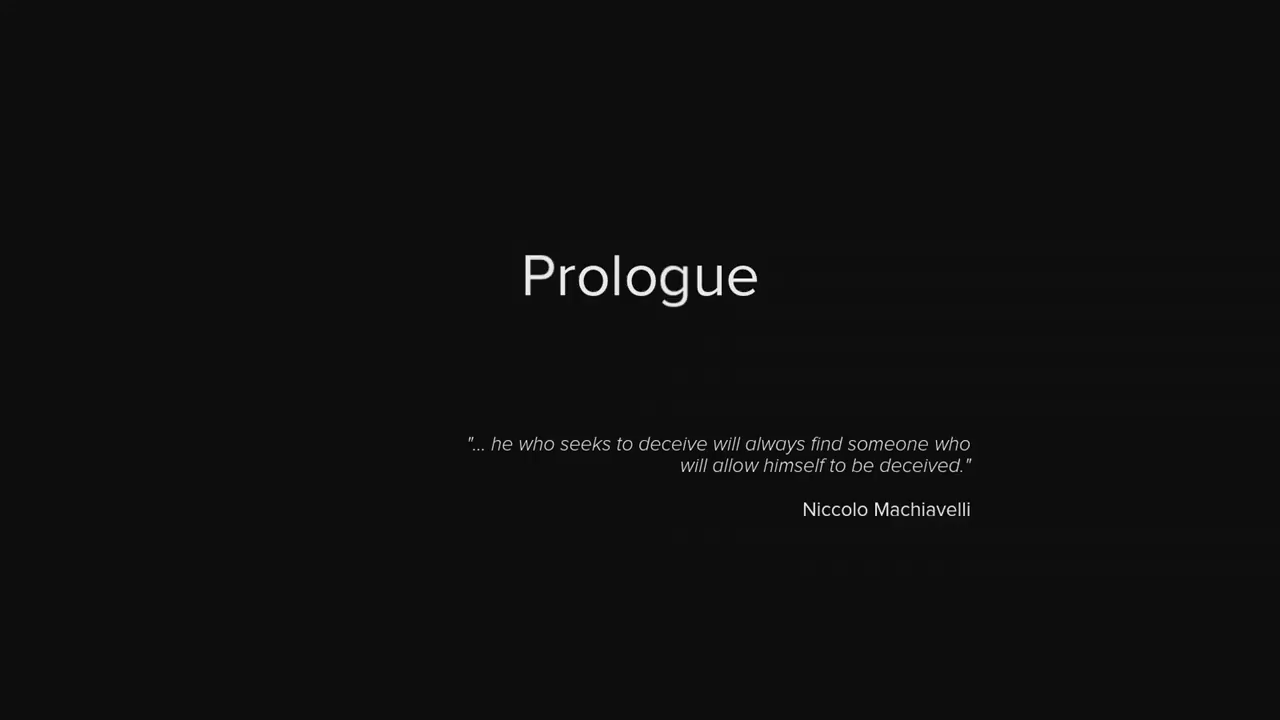 Prologue
"... he who seeks to deceive will always find someone who
will allow himself to be deceived."
Niccolo Machiavelli